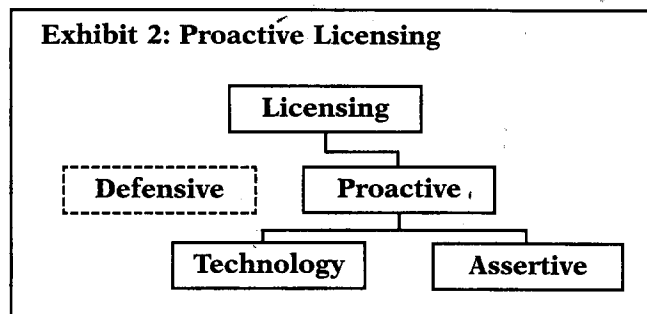 Exhibit 2: Proactive Licensing
Licensing
Defensive
Proactive
Technology
Assertive